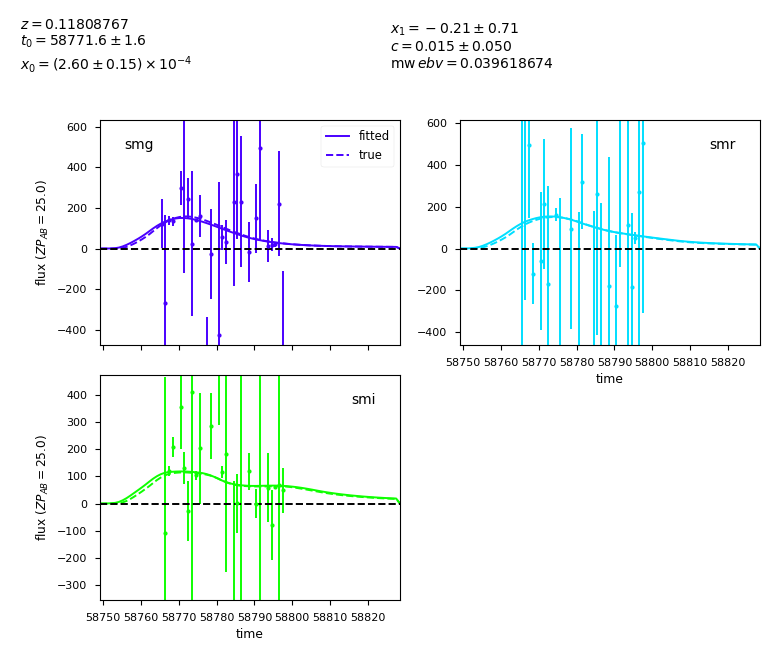 z = 0.11808767
t₀ = 58771.6 ± 1.6
x₀ = (2.60 ± 0.15) × 10⁻⁴
x₁ = −0.21 ± 0.71
c = 0.015 ± 0.050
mw ebv = 0.039618674
smg
fitted
true
600
400
200
0
−200
−400
flux (ZP_AB = 25.0)
smr
600
400
200
0
−200
−400
58750 58760 58770 58780 58790 58800 58810 58820
time
smi
400
300
200
100
0
−100
−200
−300
flux (ZP_AB = 25.0)
58750 58760 58770 58780 58790 58800 58810 58820
time